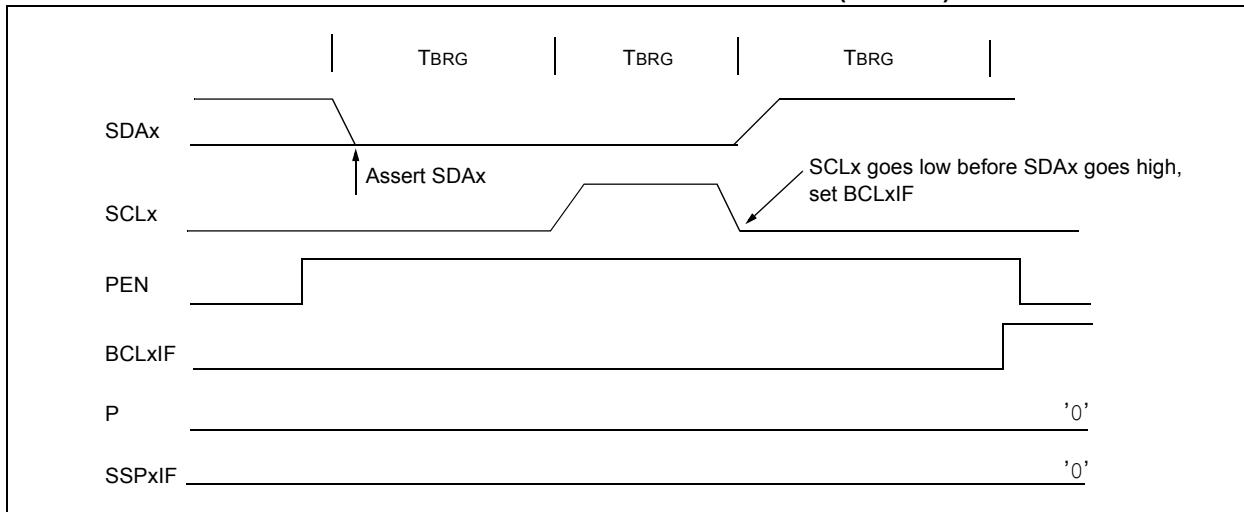 TBRG TBRG TBRG
SDAx
Assert SDAx
SCLx goes low before SDAx goes high,
set BCLxIF
SCLx
PEN
BCLxIF
P '0'
SSPxIF '0'